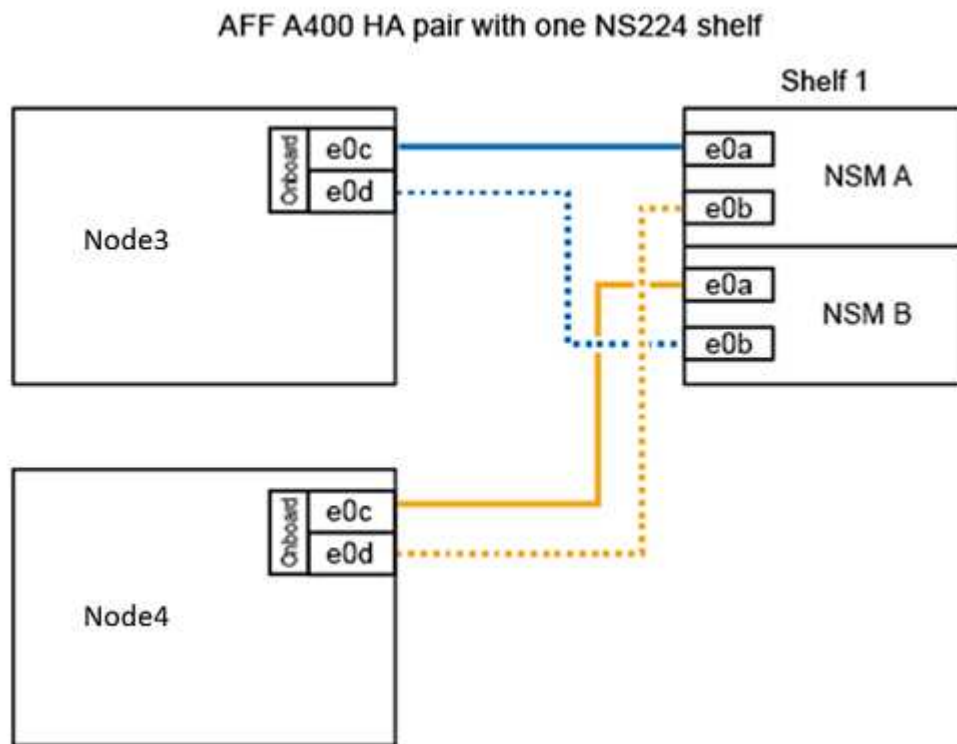 AFF A400 HA pair with one NS224 shelf
Shelf 1
Onboard
e0c
e0d
Node3
e0a
NSM A
e0b
e0a
NSM B
e0b
Onboard
e0c
e0d
Node4